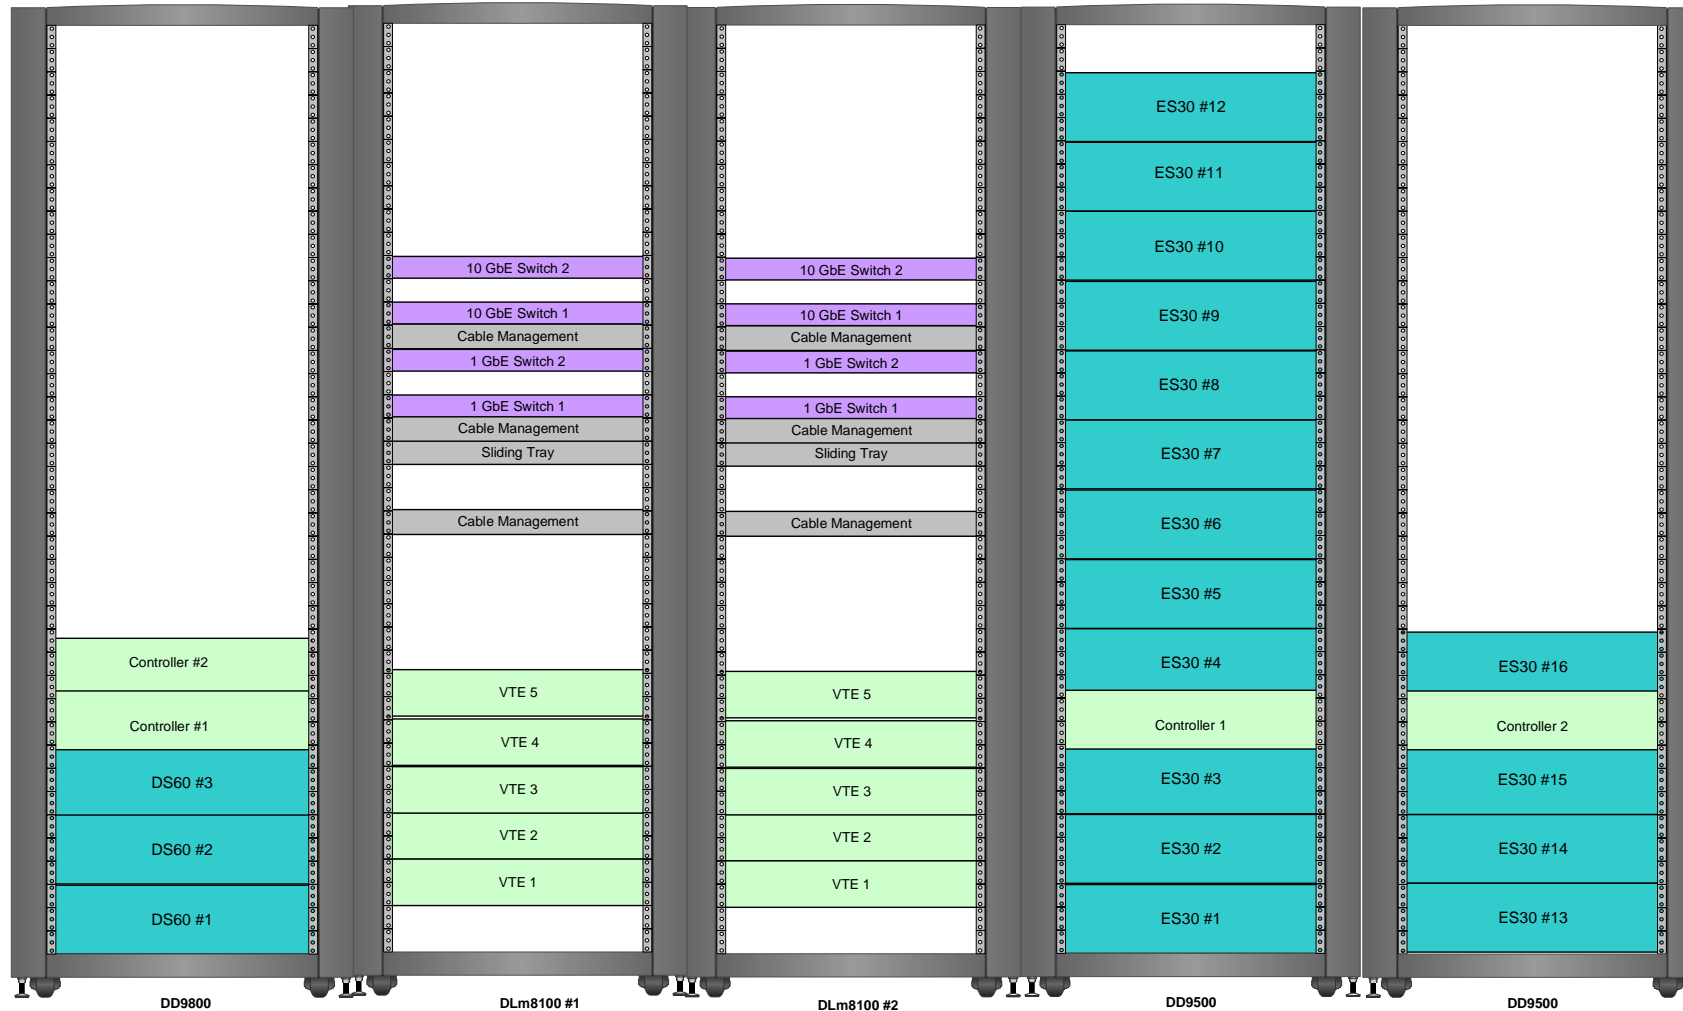 Controller #2
Controller #1
DS60 #3
DS60 #2
DS60 #1
DD9800
10 GbE Switch 2
10 GbE Switch 1
Cable Management
1 GbE Switch 2
1 GbE Switch 1
Cable Management
Sliding Tray
Cable Management
VTE 5
VTE 4
VTE 3
VTE 2
VTE 1
DLm8100 #1
10 GbE Switch 2
10 GbE Switch 1
Cable Management
1 GbE Switch 2
1 GbE Switch 1
Cable Management
Sliding Tray
Cable Management
VTE 5
VTE 4
VTE 3
VTE 2
VTE 1
DLm8100 #2
ES30 #12
ES30 #11
ES30 #10
ES30 #9
ES30 #8
ES30 #7
ES30 #6
ES30 #5
ES30 #4
Controller 1
ES30 #3
ES30 #2
ES30 #1
DD9500
ES30 #16
Controller 2
ES30 #15
ES30 #14
ES30 #13
DD9500